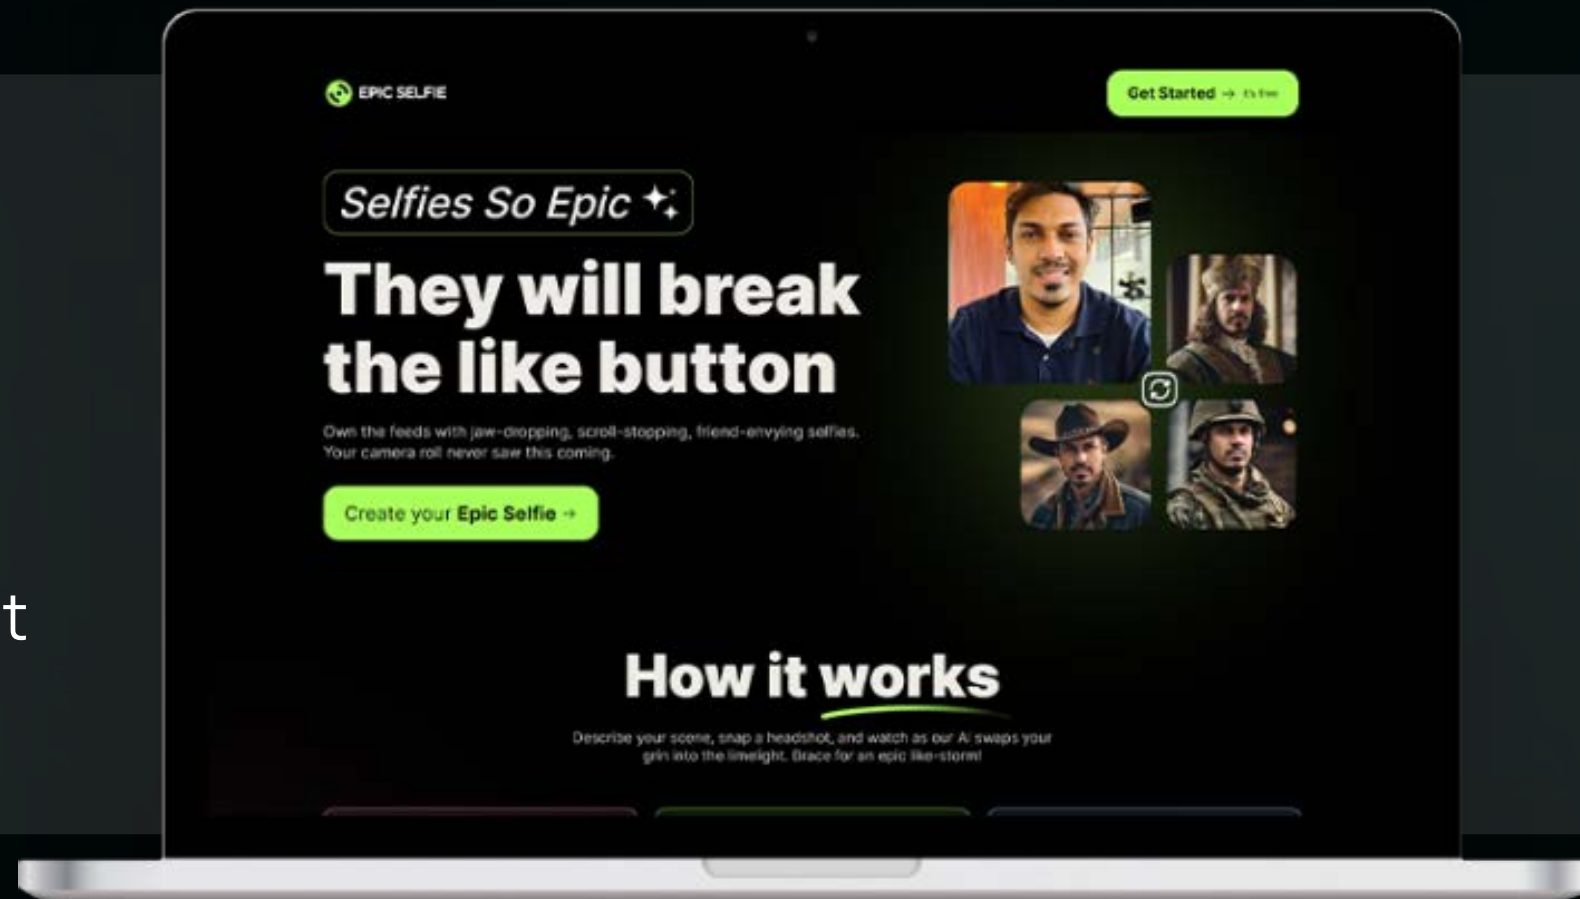 EPIC SELFIE
Get Started → it's free
Selfies So Epic
They will break
the like button
Own the feeds with jaw-dropping, scroll-stopping, friend-envying selfies.
Your camera roll never saw this coming.
Create your Epic Selfie →
t
How it works
Describe your scene, snap a headshot, and watch as our AI swaps your
grin into the limelight. Brace for an epic like-storm!